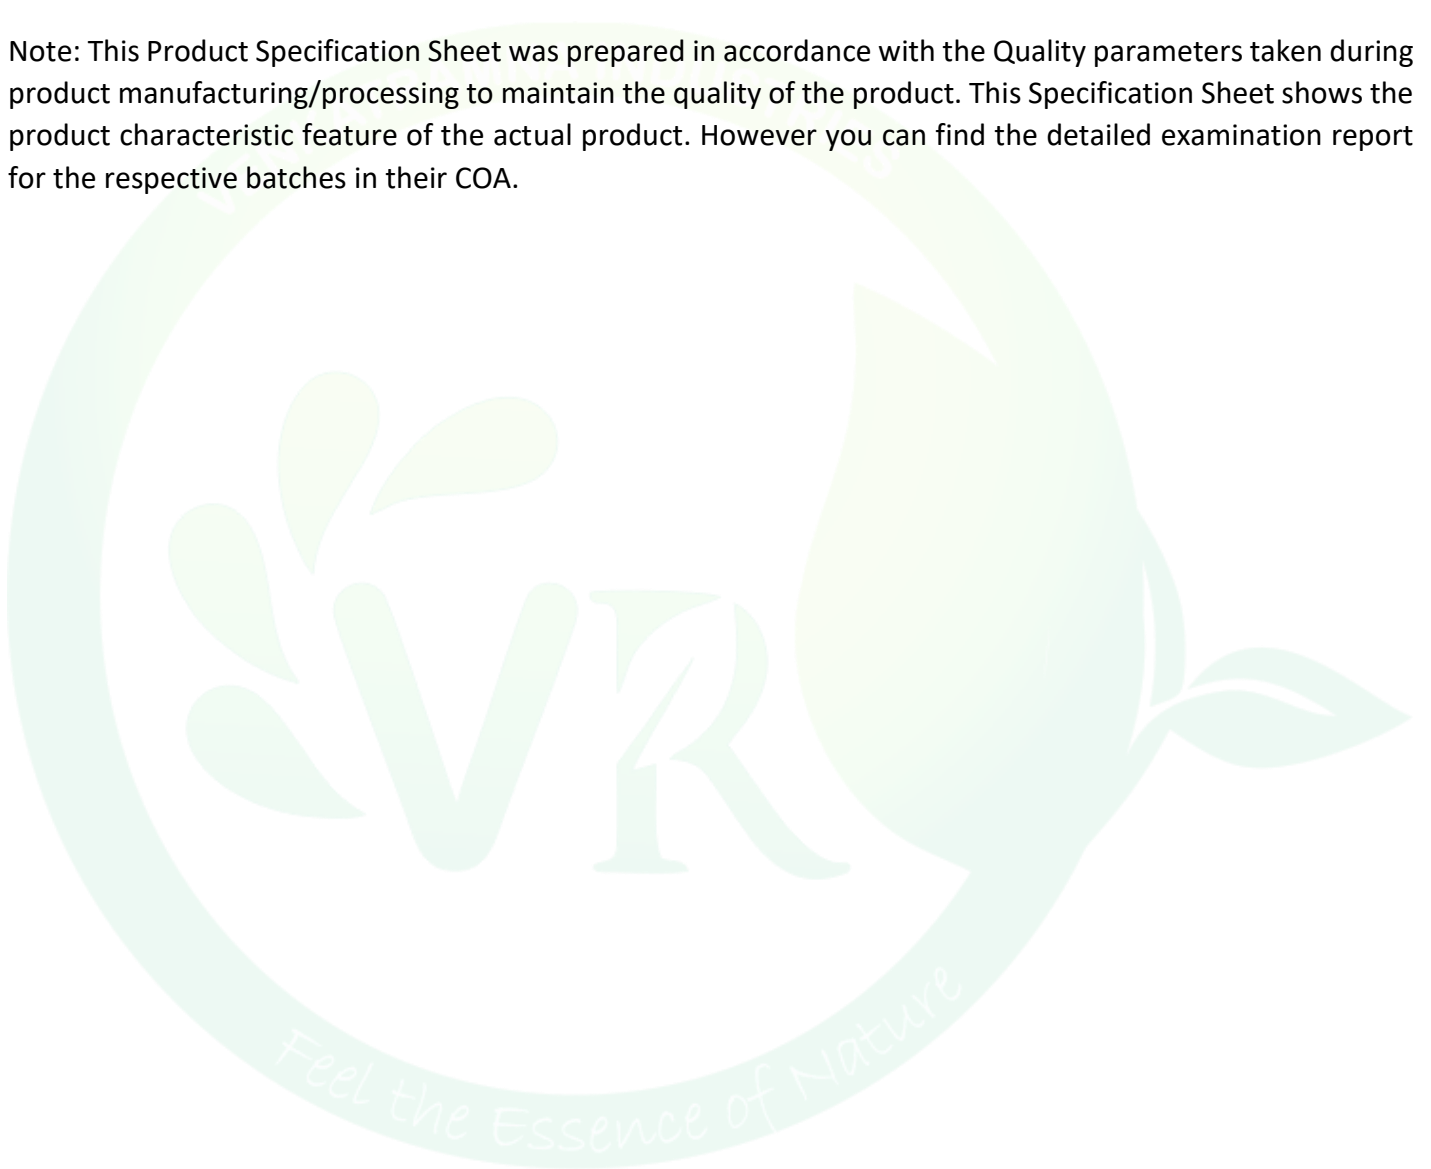 Note: This Product Specification Sheet was prepared in accordance with the Quality parameters taken during
product manufacturing/processing to maintain the quality of the product. This Specification Sheet shows the
product characteristic feature of the actual product. However you can find the detailed examination report
for the respective batches in their COA.
VR
Feel the Essence of Nature